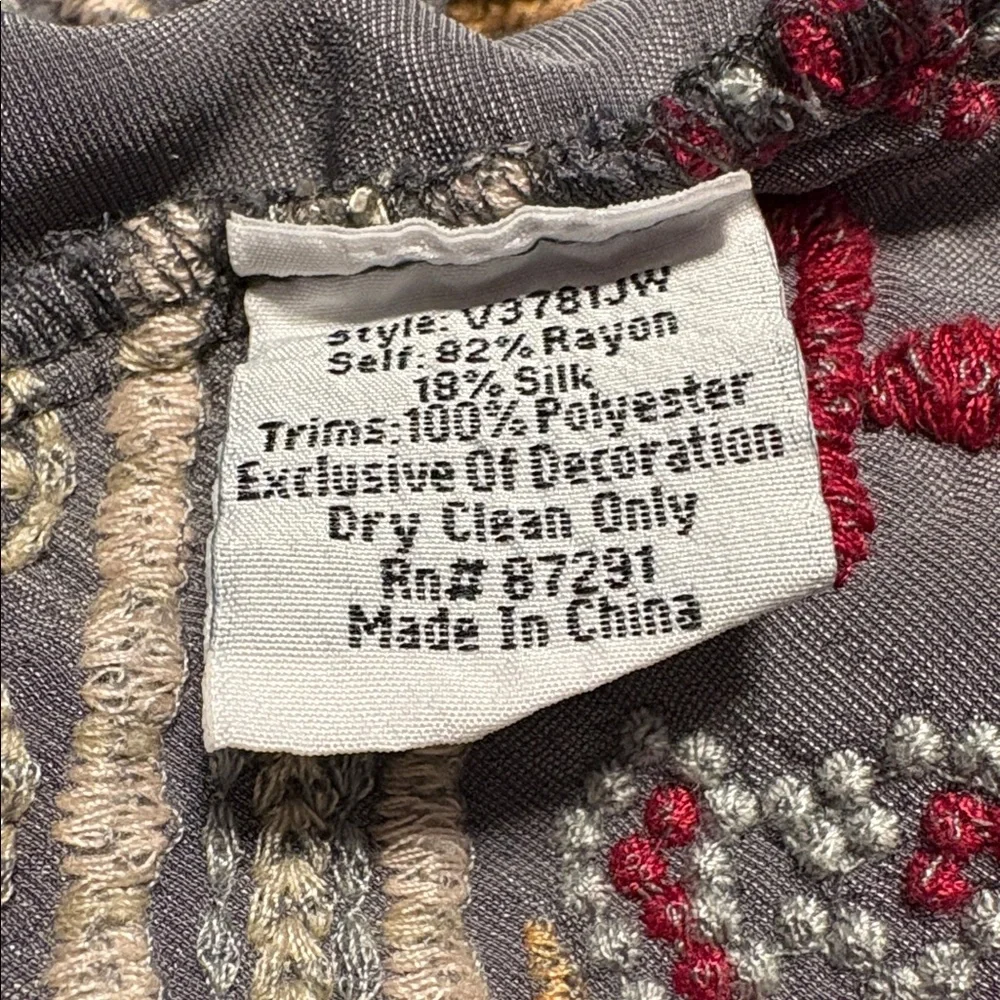 Style: V3781JW
Self: 82% Rayon
18% Silk
Trims:100% Polyester
Exclusive Of Decoration
Dry Clean Only
Rn# 87291
Made In China